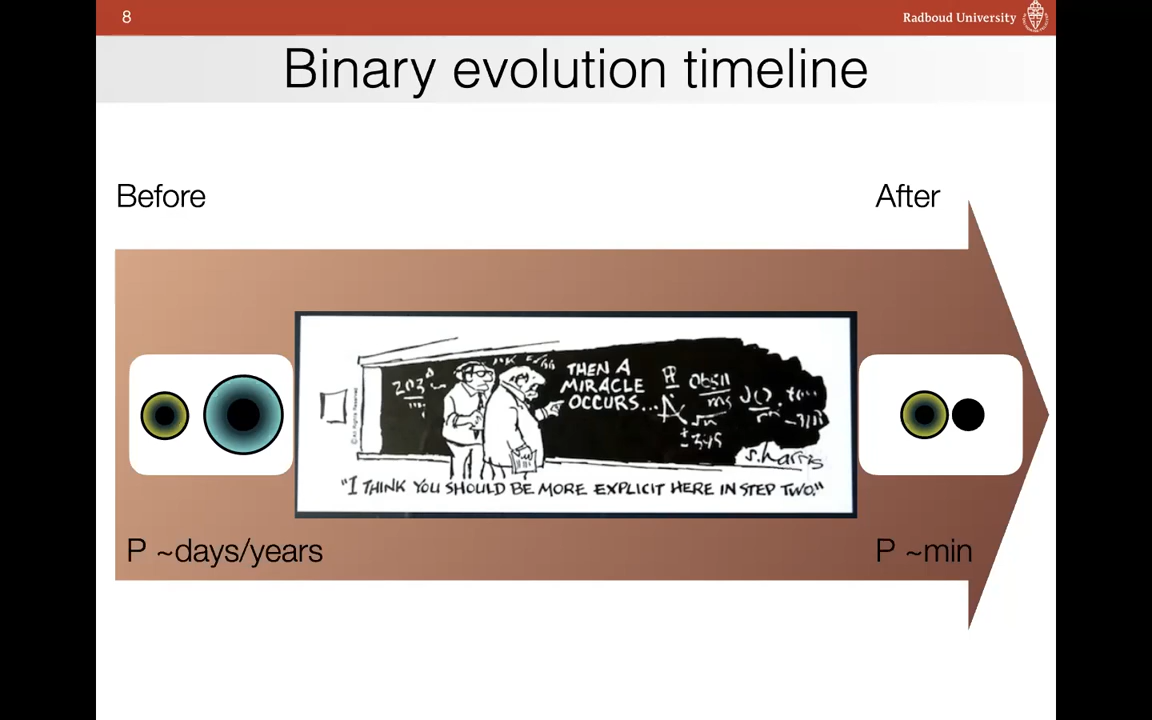 8
Radboud University
Binary evolution timeline
Before
After
THEN A
MIRACLE
OCCURS...
S.Harris
"I THINK YOU SHOULD BE MORE EXPLICIT HERE IN STEP TWO."
P ~days/years
P ~min